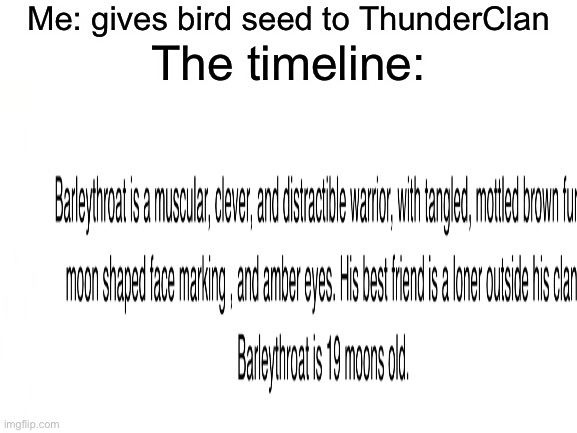 Me: gives bird seed to ThunderClan
The timeline:
Barleythroat is a muscular, clever, and distractible warrior, with tangled, mottled brown fur
moon shaped face marking , and amber eyes. His best friend is a loner outside his clan
Barleythroat is 19 moons old.
imgflip.com